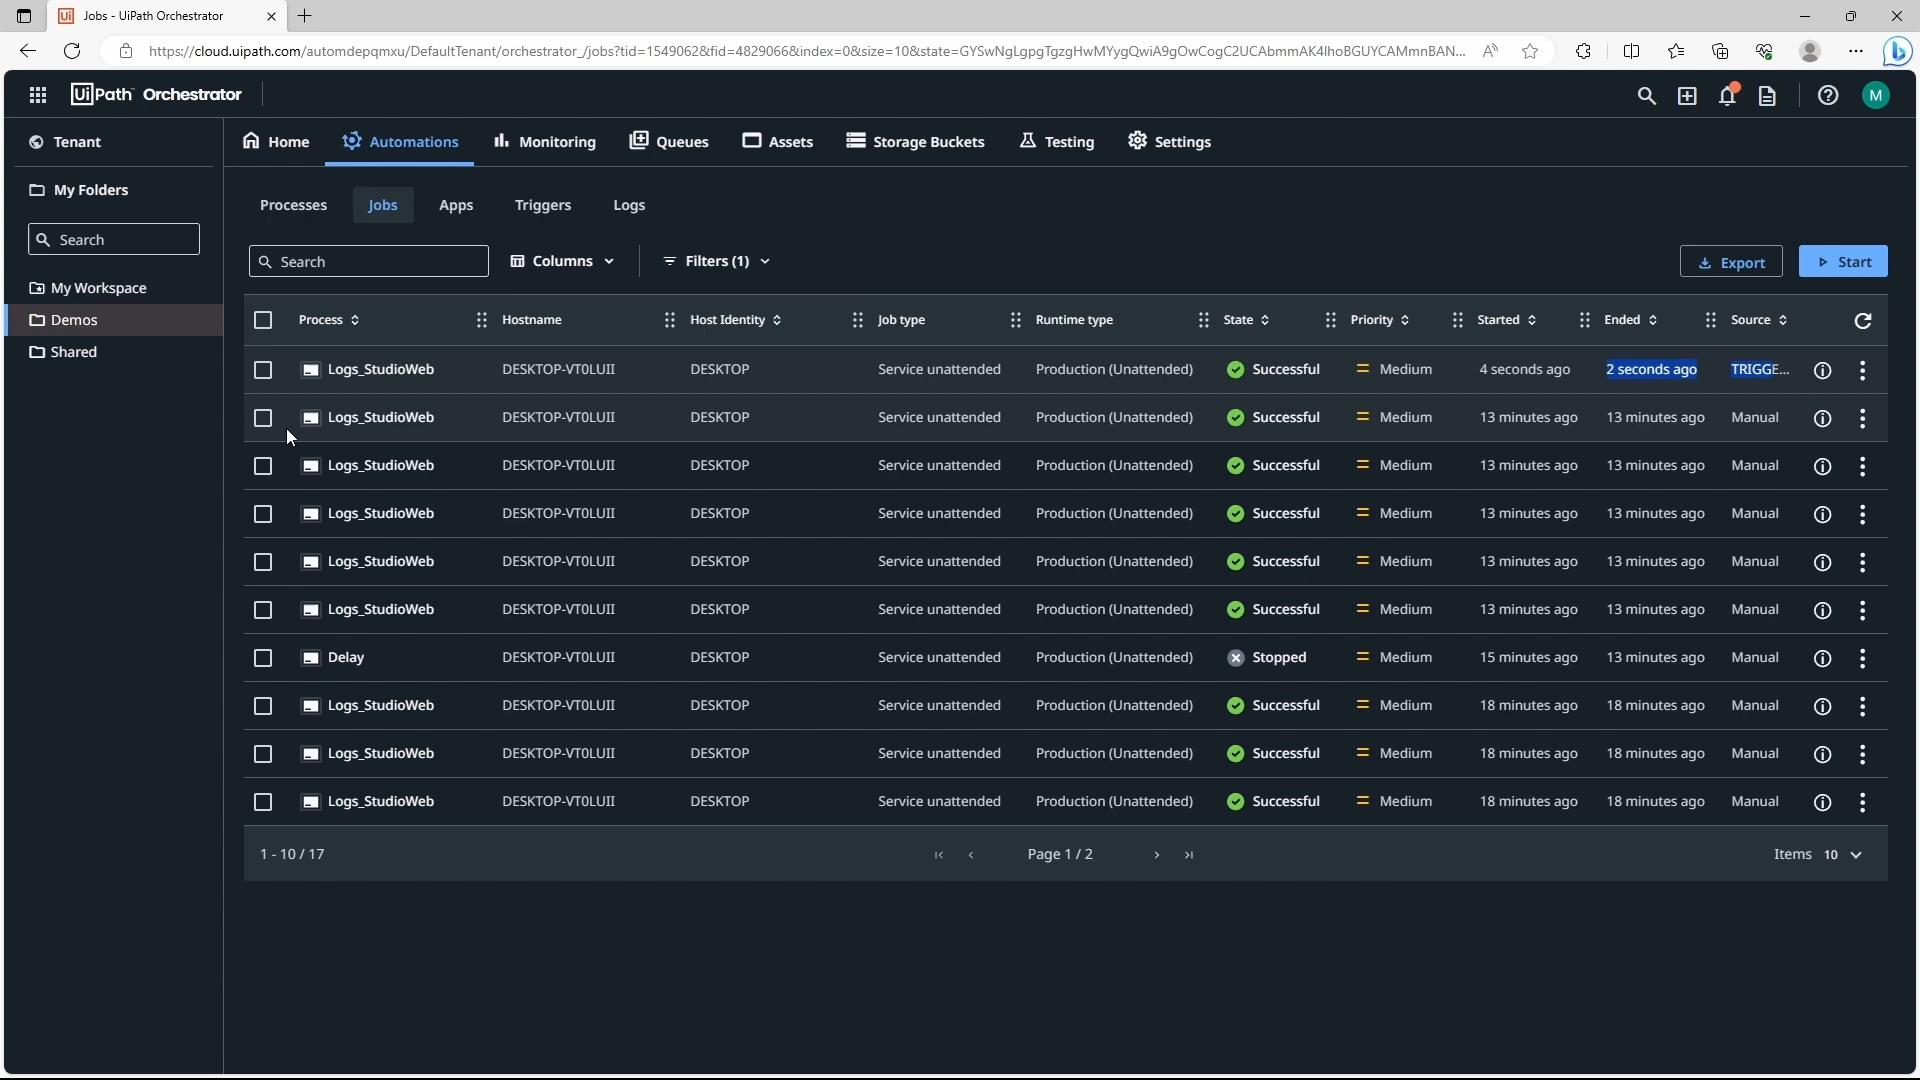 Jobs - UiPath Orchestrator
https://cloud.uipath.com/automdepqmxu/DefaultTenant/orchestrator_/jobs?tid=1549062&fid=4829066&index=0&size=10&state=GYSwNgLgpgTgzgHwMYygQwiA9gOwCogC2UCAbmmAK4IhoBGUYCAMmnBAN...
UiPath Orchestrator
M
Tenant
Home Automations Monitoring Queues Assets Storage Buckets Testing Settings
My Folders
Processes Jobs Apps Triggers Logs
Search
Search Columns Filters (1) Export Start
My Workspace
Demos
Shared
Process Hostname Host Identity Job type Runtime type State Priority Started Ended Source
Logs_StudioWeb DESKTOP-VT0LUII DESKTOP Service unattended Production (Unattended) Successful Medium 4 seconds ago 2 seconds ago TRIGGE...
Logs_StudioWeb DESKTOP-VT0LUII DESKTOP Service unattended Production (Unattended) Successful Medium 13 minutes ago 13 minutes ago Manual
Logs_StudioWeb DESKTOP-VT0LUII DESKTOP Service unattended Production (Unattended) Successful Medium 13 minutes ago 13 minutes ago Manual
Logs_StudioWeb DESKTOP-VT0LUII DESKTOP Service unattended Production (Unattended) Successful Medium 13 minutes ago 13 minutes ago Manual
Logs_StudioWeb DESKTOP-VT0LUII DESKTOP Service unattended Production (Unattended) Successful Medium 13 minutes ago 13 minutes ago Manual
Logs_StudioWeb DESKTOP-VT0LUII DESKTOP Service unattended Production (Unattended) Successful Medium 13 minutes ago 13 minutes ago Manual
Delay DESKTOP-VT0LUII DESKTOP Service unattended Production (Unattended) Stopped Medium 15 minutes ago 13 minutes ago Manual
Logs_StudioWeb DESKTOP-VT0LUII DESKTOP Service unattended Production (Unattended) Successful Medium 18 minutes ago 18 minutes ago Manual
Logs_StudioWeb DESKTOP-VT0LUII DESKTOP Service unattended Production (Unattended) Successful Medium 18 minutes ago 18 minutes ago Manual
Logs_StudioWeb DESKTOP-VT0LUII DESKTOP Service unattended Production (Unattended) Successful Medium 18 minutes ago 18 minutes ago Manual
1 - 10 / 17 Page 1 / 2 Items 10